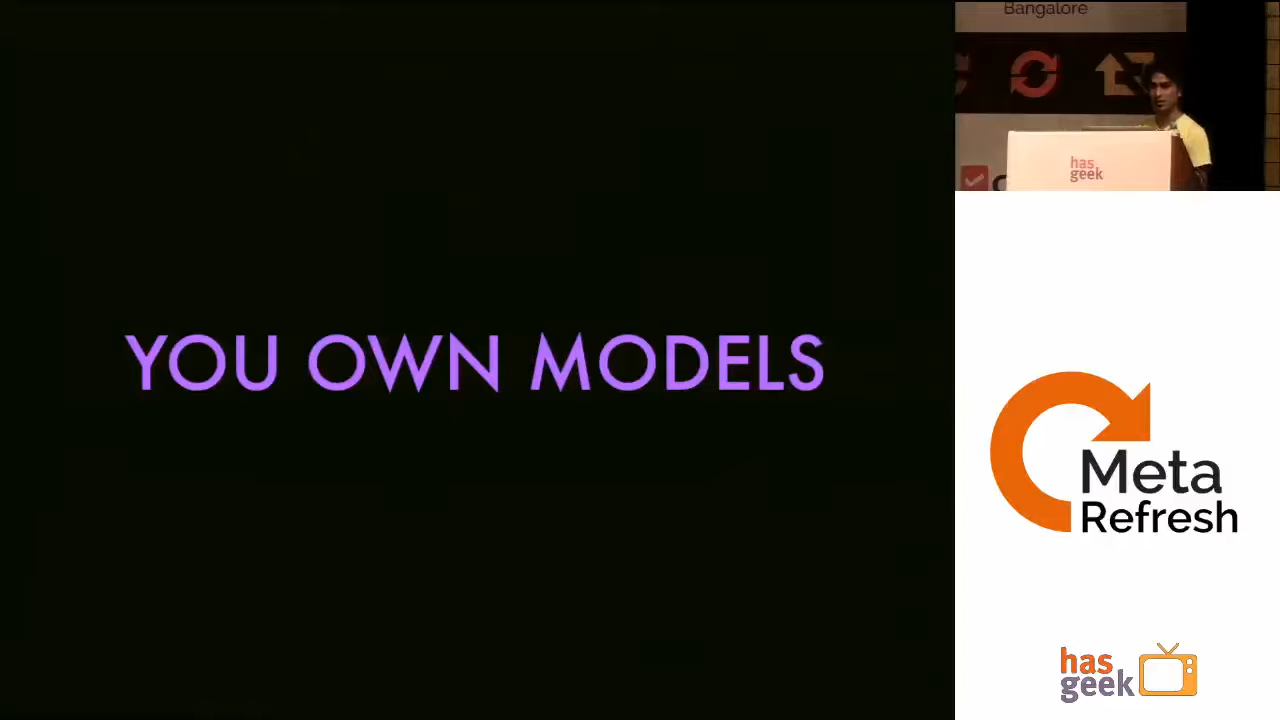 YOU OWN MODELS
Bangalore
has
geek
Meta
Refresh
has
geek